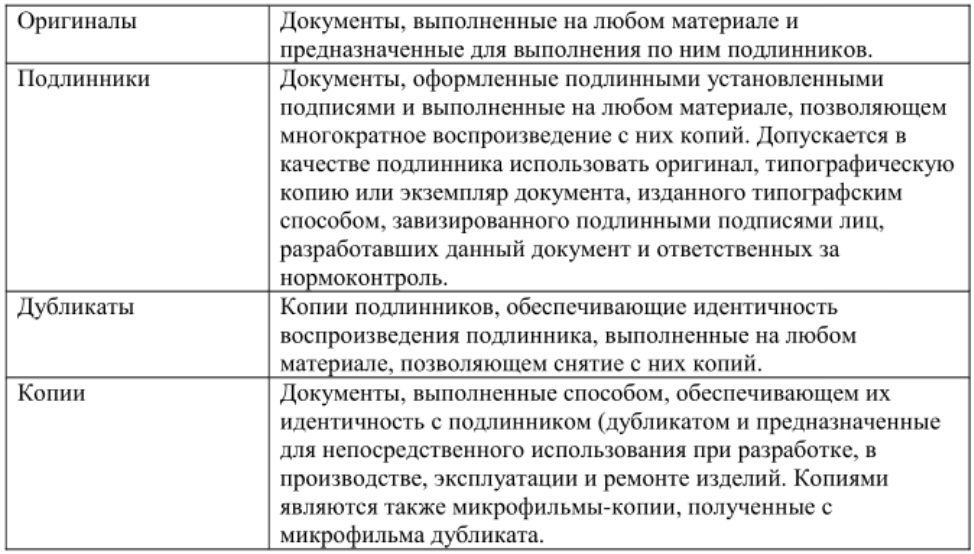 Оригиналы
Документы, выполненные на любом материале и
предназначенные для выполнения по ним подлинников.
Подлинники
Документы, оформленные подлинными установленными
подписями и выполненные на любом материале, позволяющем
многократное воспроизведение с них копий. Допускается в
качестве подлинника использовать оригинал, типографическую
копию или экземпляр документа, изданного типографским
способом, завизированного подлинными подписями лиц,
разработавших данный документ и ответственных за
нормоконтроль.
Дубликаты
Копии подлинников, обеспечивающие идентичность
воспроизведения подлинника, выполненные на любом
материале, позволяющем снятие с них копий.
Копии
Документы, выполненные способом, обеспечивающем их
идентичность с подлинником (дубликатом и предназначенные
для непосредственного использования при разработке, в
производстве, эксплуатации и ремонте изделий. Копиями
являются также микрофильмы-копии, полученные с
микрофильма дубликата.